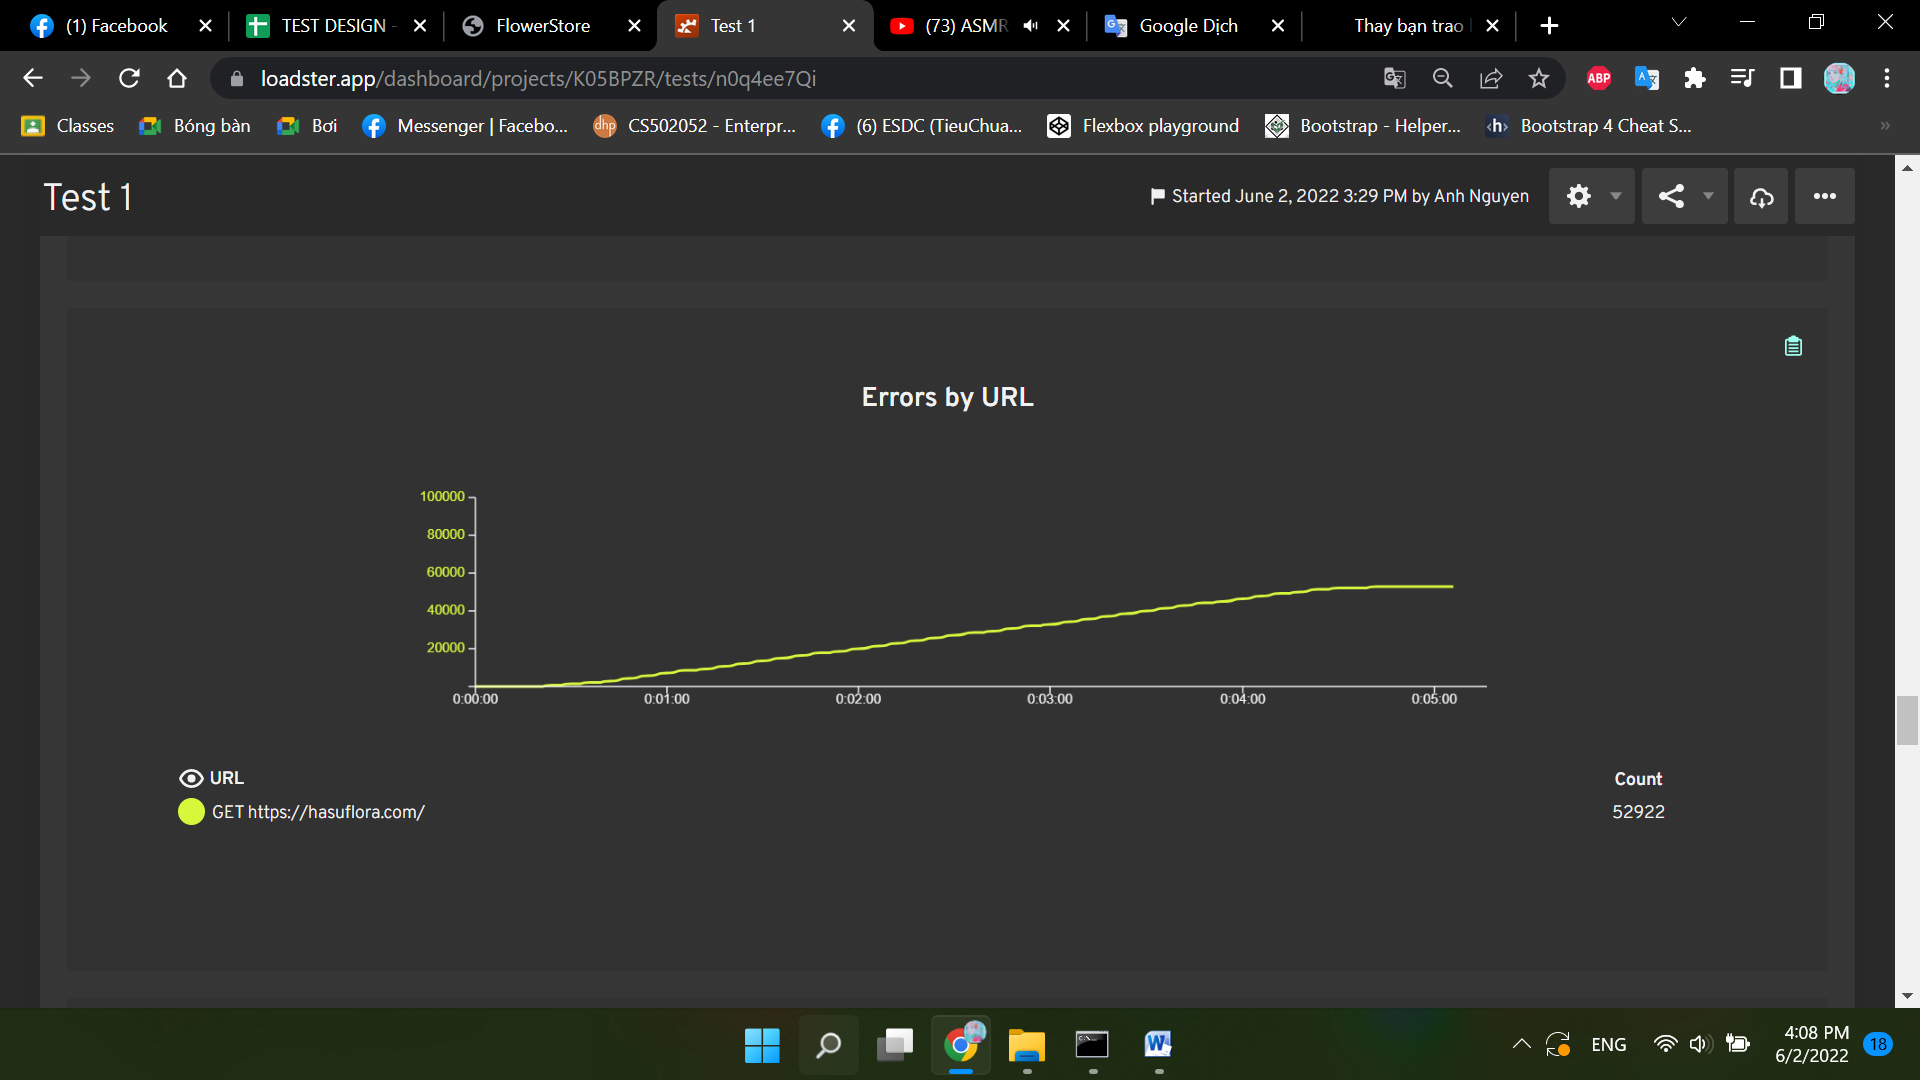 (1) Facebook
TEST DESIGN -
FlowerStore
Test 1
(73) ASMR
Google Dịch
Thay bạn trao
loadster.app/dashboard/projects/K05BPZR/tests/n0q4ee7Qi
ABP
Classes
Bóng bàn
Bơi
Messenger | Facebo...
dhp
CS502052 - Enterpr...
(6) ESDC (TieuChua...
Flexbox playground
Bootstrap - Helper...
<h>
Bootstrap 4 Cheat S...
»
Test 1
Started June 2, 2022 3:29 PM by Anh Nguyen
Errors by URL
100000
80000
60000
40000
20000
0:00:00
0:01:00
0:02:00
0:03:00
0:04:00
0:05:00
URL
Count
GET https://hasuflora.com/
52922
ENG
4:08 PM
6/2/2022
18